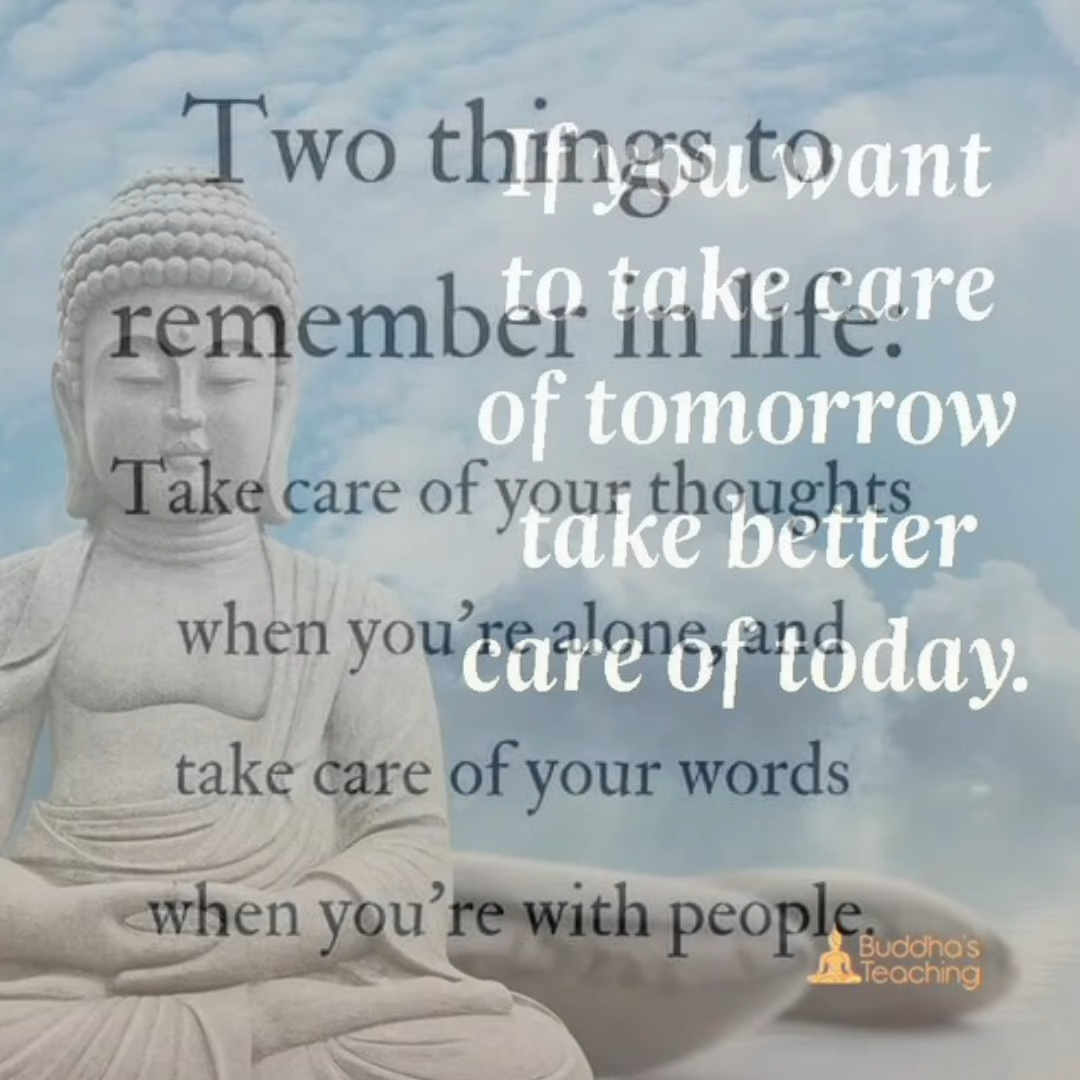 Two things to
remember in life:
Take care of your thoughts
when you're alone, and
take care of your words
when you're with people.
If you want
to take care
of tomorrow
take better
care of today.
Buddha's
Teaching